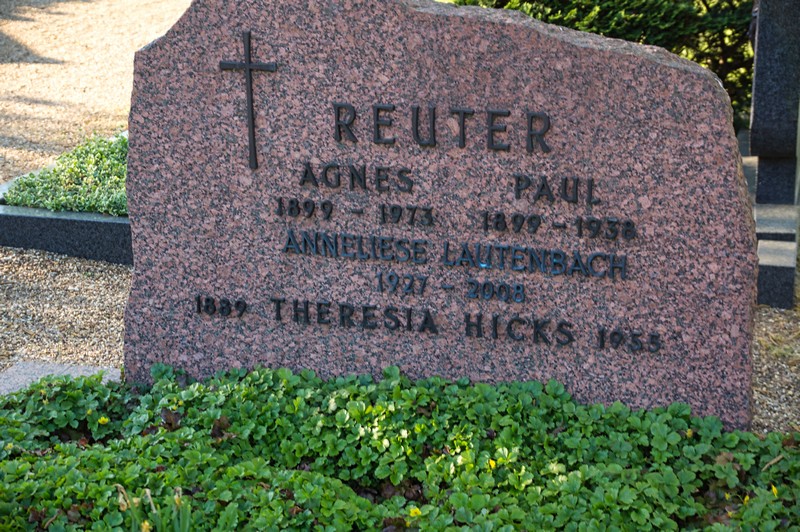 REUTER
AGNES PAUL
1899 - 1973 1899 - 1938
ANNELIESE LAUTENBACH
1927 - 2008
1889 THERESIA HICKS 1955